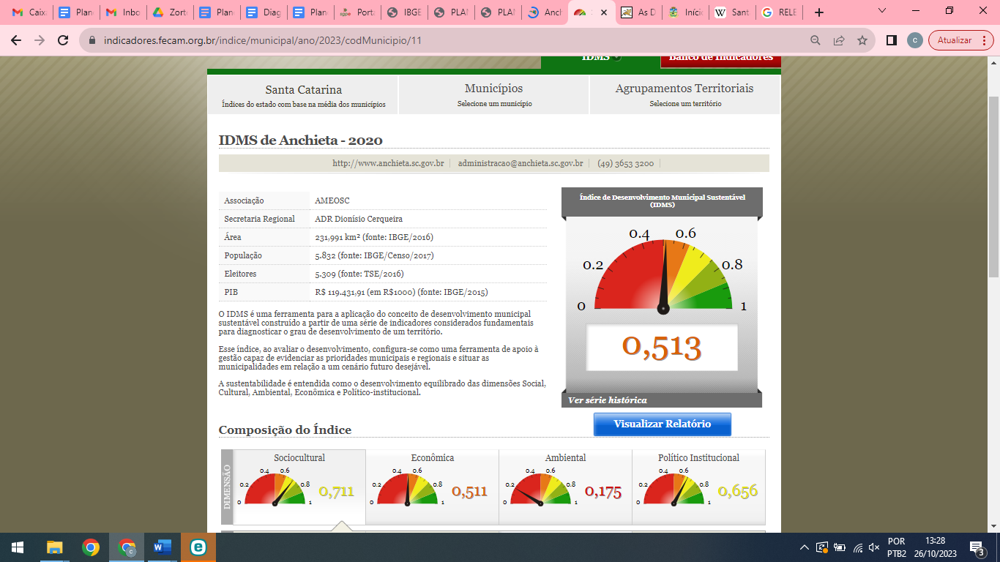 Caixa
Plane
Inbo
Zort
Plane
Diag
Plane
Porta
IBGE
PLAN
PLAN
Anch
As D
Início
Sant
RELE
indicadores.fecam.org.br/indice/municipal/ano/2023/codMunicipio/11
C
Atualizar
IDMS
Banco de Indicadores
Santa Catarina
Índices do estado com base na média dos municípios
Municípios
Selecione um município
Agrupamentos Territoriais
Selecione um território
IDMS de Anchieta - 2020
http://www.anchieta.sc.gov.br
administracao@anchieta.sc.gov.br
(49) 3653 3200
Associação AMEOSC
Secretaria Regional ADR Dionísio Cerqueira
Área 231,991 km² (fonte: IBGE/2016)
População 5.832 (fonte: IBGE/Censo/2017)
Eleitores 5.309 (fonte: TSE/2016)
PIB R$ 119.431,91 (em R$1000) (fonte: IBGE/2015)
O IDMS é uma ferramenta para a aplicação do conceito de desenvolvimento municipal
sustentável construído a partir de uma série de indicadores considerados fundamentais
para diagnosticar o grau de desenvolvimento de um território.
Esse índice, ao avaliar o desenvolvimento, configura-se como uma ferramenta de apoio à
gestão capaz de evidenciar as prioridades municipais e regionais e situar as
municipalidades em relação a um cenário futuro desejável.
A sustentabilidade é entendida como o desenvolvimento equilibrado das dimensões Social,
Cultural, Ambiental, Econômica e Político-institucional.
Índice de Desenvolvimento Municipal Sustentável
(IDMS)
0 0.2 0.4 0.6 0.8 1
0,513
Ver série histórica
Visualizar Relatório
Composição do Índice
DIMENSÃO
Sociocultural
0 0.2 0.4 0.6 0.8 1
0,711
Econômica
0 0.2 0.4 0.6 0.8 1
0,511
Ambiental
0 0.2 0.4 0.6 0.8 1
0,175
Político Institucional
0 0.2 0.4 0.6 0.8 1
0,656
POR
PTB2
13:28
26/10/2023
3